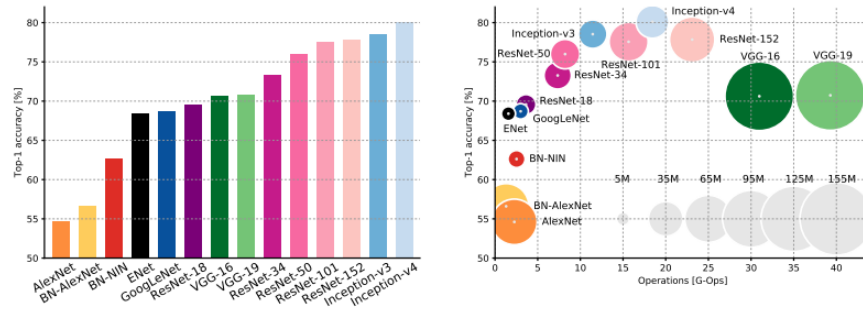 Top-1 accuracy [%]
80
75
70
65
60
55
50
AlexNet
BN-AlexNet
BN-NIN
ENet
GoogLeNet
ResNet-18
VGG-16
VGG-19
ResNet-34
ResNet-50
ResNet-101
ResNet-152
Inception-v3
Inception-v4
Top-1 accuracy [%]
80
75
70
65
60
55
50
Inception-v4
Inception-v3
ResNet-152
ResNet-50
VGG-16 VGG-19
ResNet-101
ResNet-34
ResNet-18
GoogLeNet
ENet
BN-NIN
5M 35M 65M 95M 125M 155M
BN-AlexNet
AlexNet
0 5 10 15 20 25 30 35 40
Operations [G-Ops]